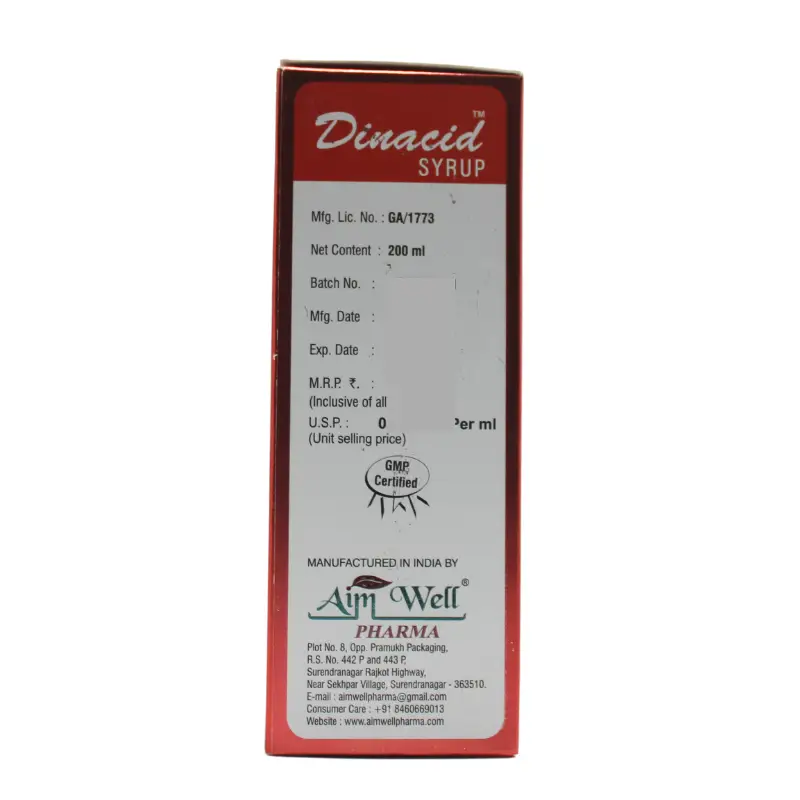 Dinacid™
SYRUP
Mfg. Lic. No. : GA/1773
Net Content : 200 ml
Batch No. :
Mfg. Date :
Exp. Date :
M.R.P. ₹. :
(Inclusive of all
U.S.P. : 0 Per ml
(Unit selling price)
GMP
Certified
MANUFACTURED IN INDIA BY
Aim Well®
PHARMA
Plot No. 8, Opp. Pramukh Packaging,
R.S. No. 442 P and 443 P,
Surendranagar Rajkot Highway,
Near Sekhpar Village, Surendranagar - 363510.
E-mail : aimwellpharma@gmail.com
Consumer Care : +91 8460669013
Website : www.aimwellpharma.com